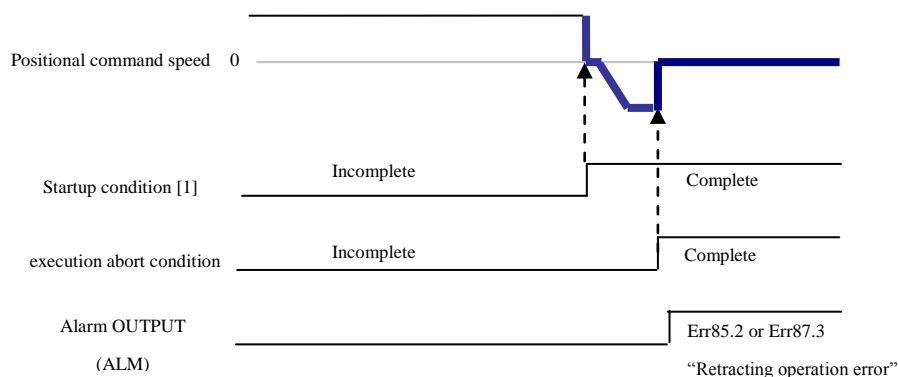 Positional command speed 0
Incomplete
Startup condition [1]
Complete
Incomplete
execution abort condition
Complete
Alarm OUTPUT
(ALM)
Err85.2 or Err87.3
“Retracting operation error”